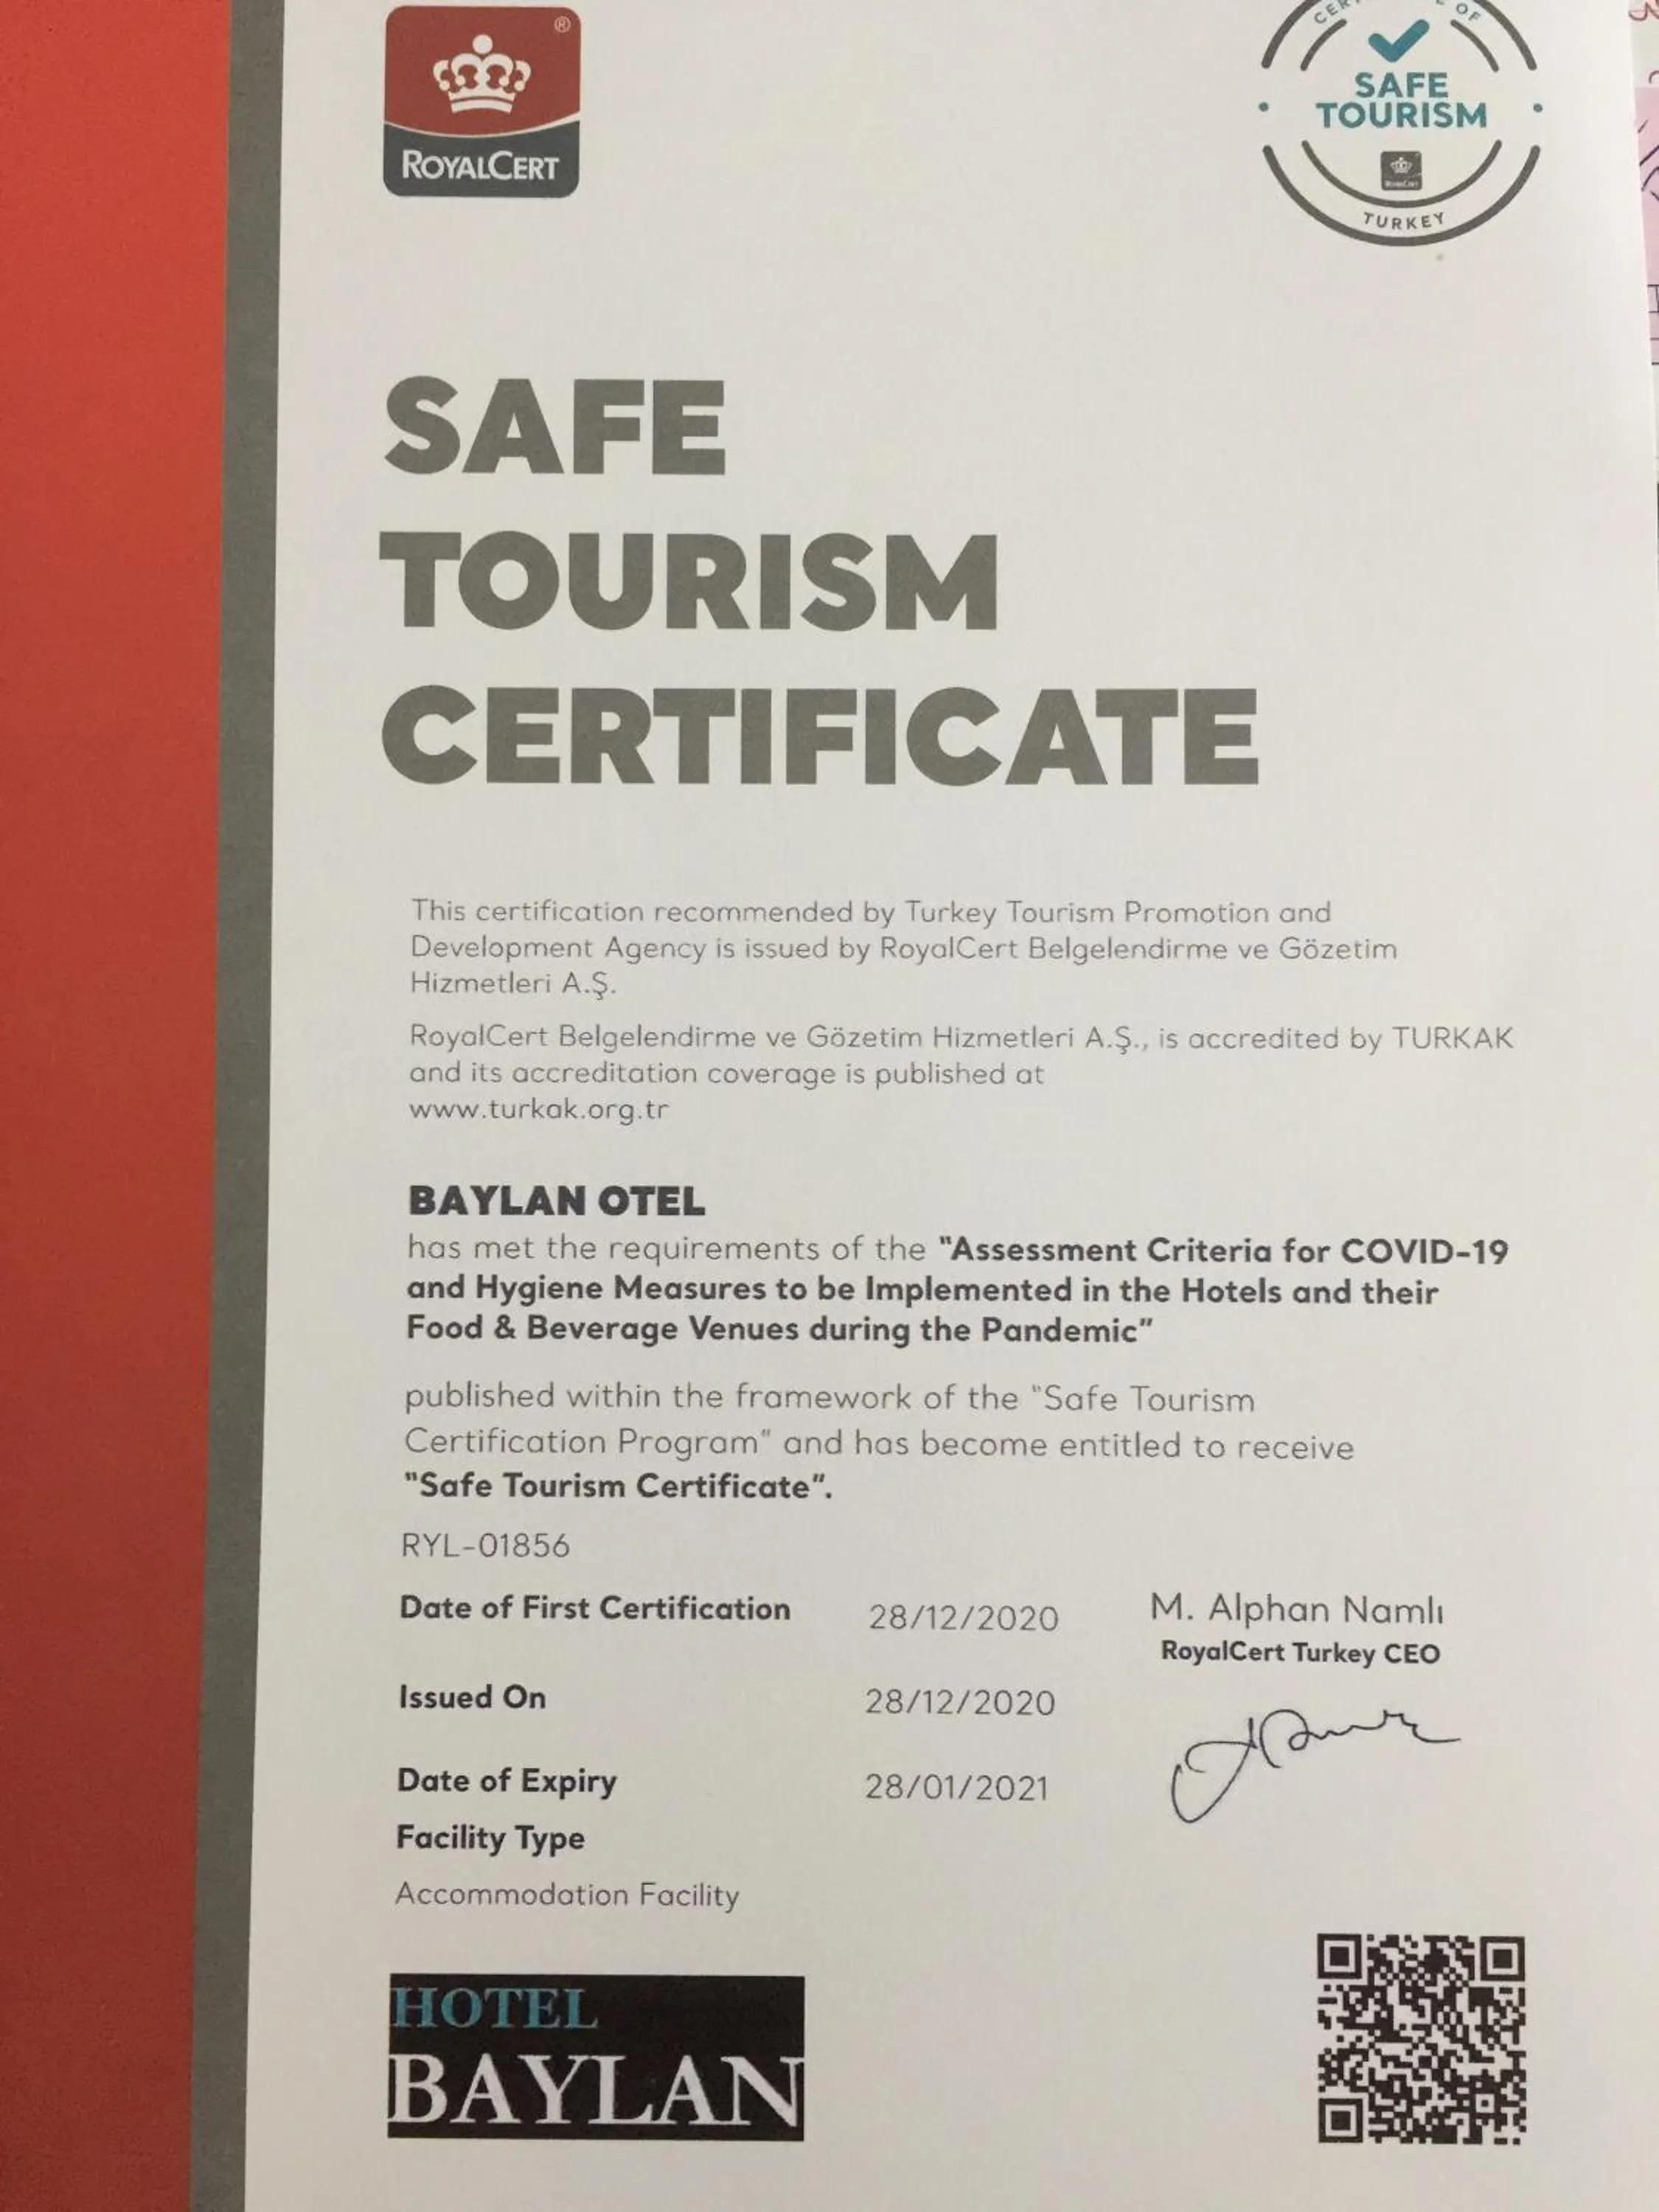 ®
ROYALCERT
OF
SAFE
TOURISM
TURKEY
SAFE
TOURISM
CERTIFICATE
This certification recommended by Turkey Tourism Promotion and
Development Agency is issued by RoyalCert Belgelendirme ve Gözetim
Hizmetleri A.Ş.
RoyalCert Belgelendirme ve Gözetim Hizmetleri A.Ş., is accredited by TURKAK
and its accreditation coverage is published at
www.turkak.org.tr
BAYLAN OTEL
has met the requirements of the "Assessment Criteria for COVID-19
and Hygiene Measures to be Implemented in the Hotels and their
Food & Beverage Venues during the Pandemic"
published within the framework of the "Safe Tourism
Certification Program" and has become entitled to receive
"Safe Tourism Certificate".
RYL-01856
Date of First Certification 28/12/2020
M. Alphan Namlı
RoyalCert Turkey CEO
Issued On 28/12/2020
Date of Expiry 28/01/2021
Facility Type
Accommodation Facility
HOTEL
BAYLAN